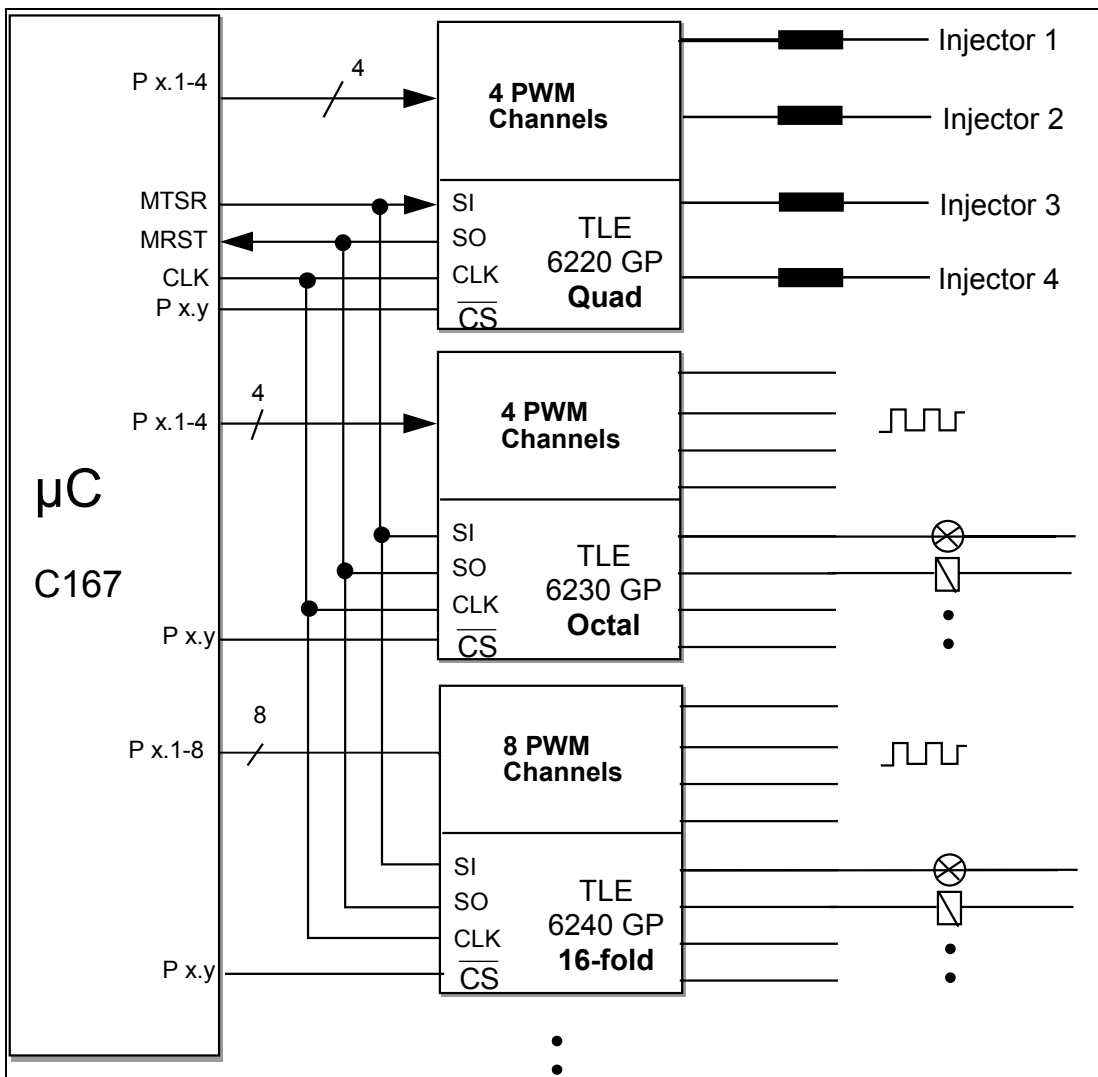 µC
C167
P x.1-4
4
MTSR
MRST
CLK
P x.y
4 PWM
Channels
SI
SO
CLK
CS
TLE
6220 GP
Quad
Injector 1
Injector 2
Injector 3
Injector 4
P x.1-4
4
P x.y
4 PWM
Channels
SI
SO
CLK
CS
TLE
6230 GP
Octal
P x.1-8
8
P x.y
8 PWM
Channels
SI
SO
CLK
CS
TLE
6240 GP
16-fold